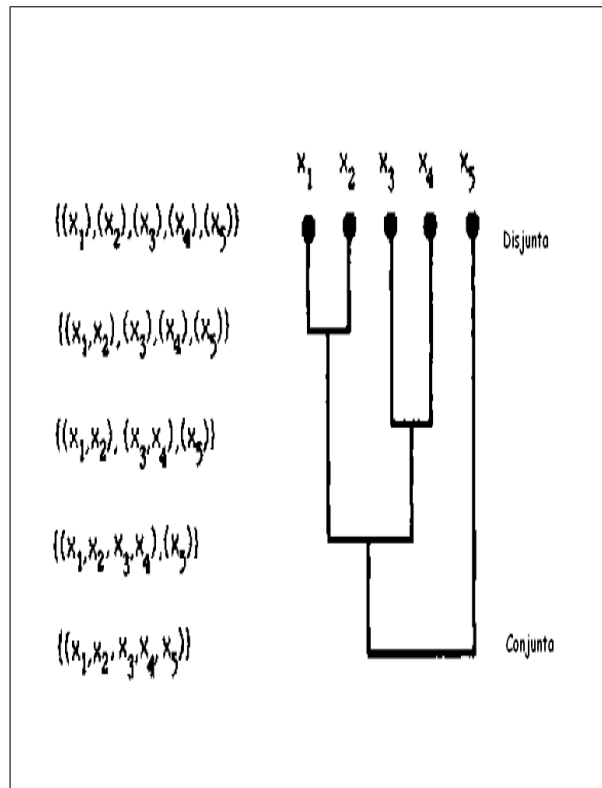 x₁ x₂ x₃ x₄ x₅
{(x₁),(x₂),(x₃),(x₄),(x₅)}
Disjunta
{(x₁,x₂),(x₃),(x₄),(x₅)}
{(x₁,x₂),(x₃,x₄),(x₅)}
{(x₁,x₂,x₃,x₄),(x₅)}
{(x₁,x₂,x₃,x₄,x₅)}
Conjunta